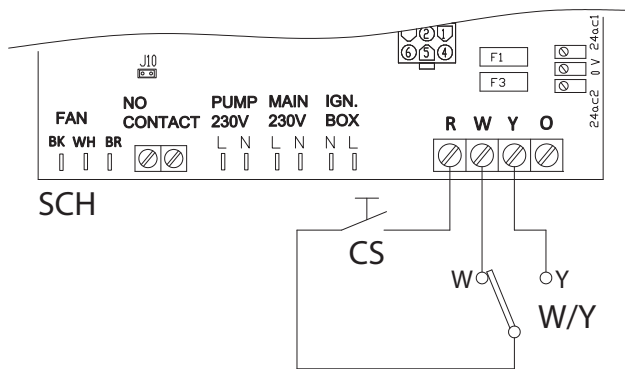 ② ①
⑥ ⑤ ④
J10
F1
F3
24ac1
0 V
24ac2
NO PUMP MAIN IGN.
FAN CONTACT 230V 230V BOX
R W Y O
BK WH BR L N L N N L
SCH
CS
W Y
W/Y